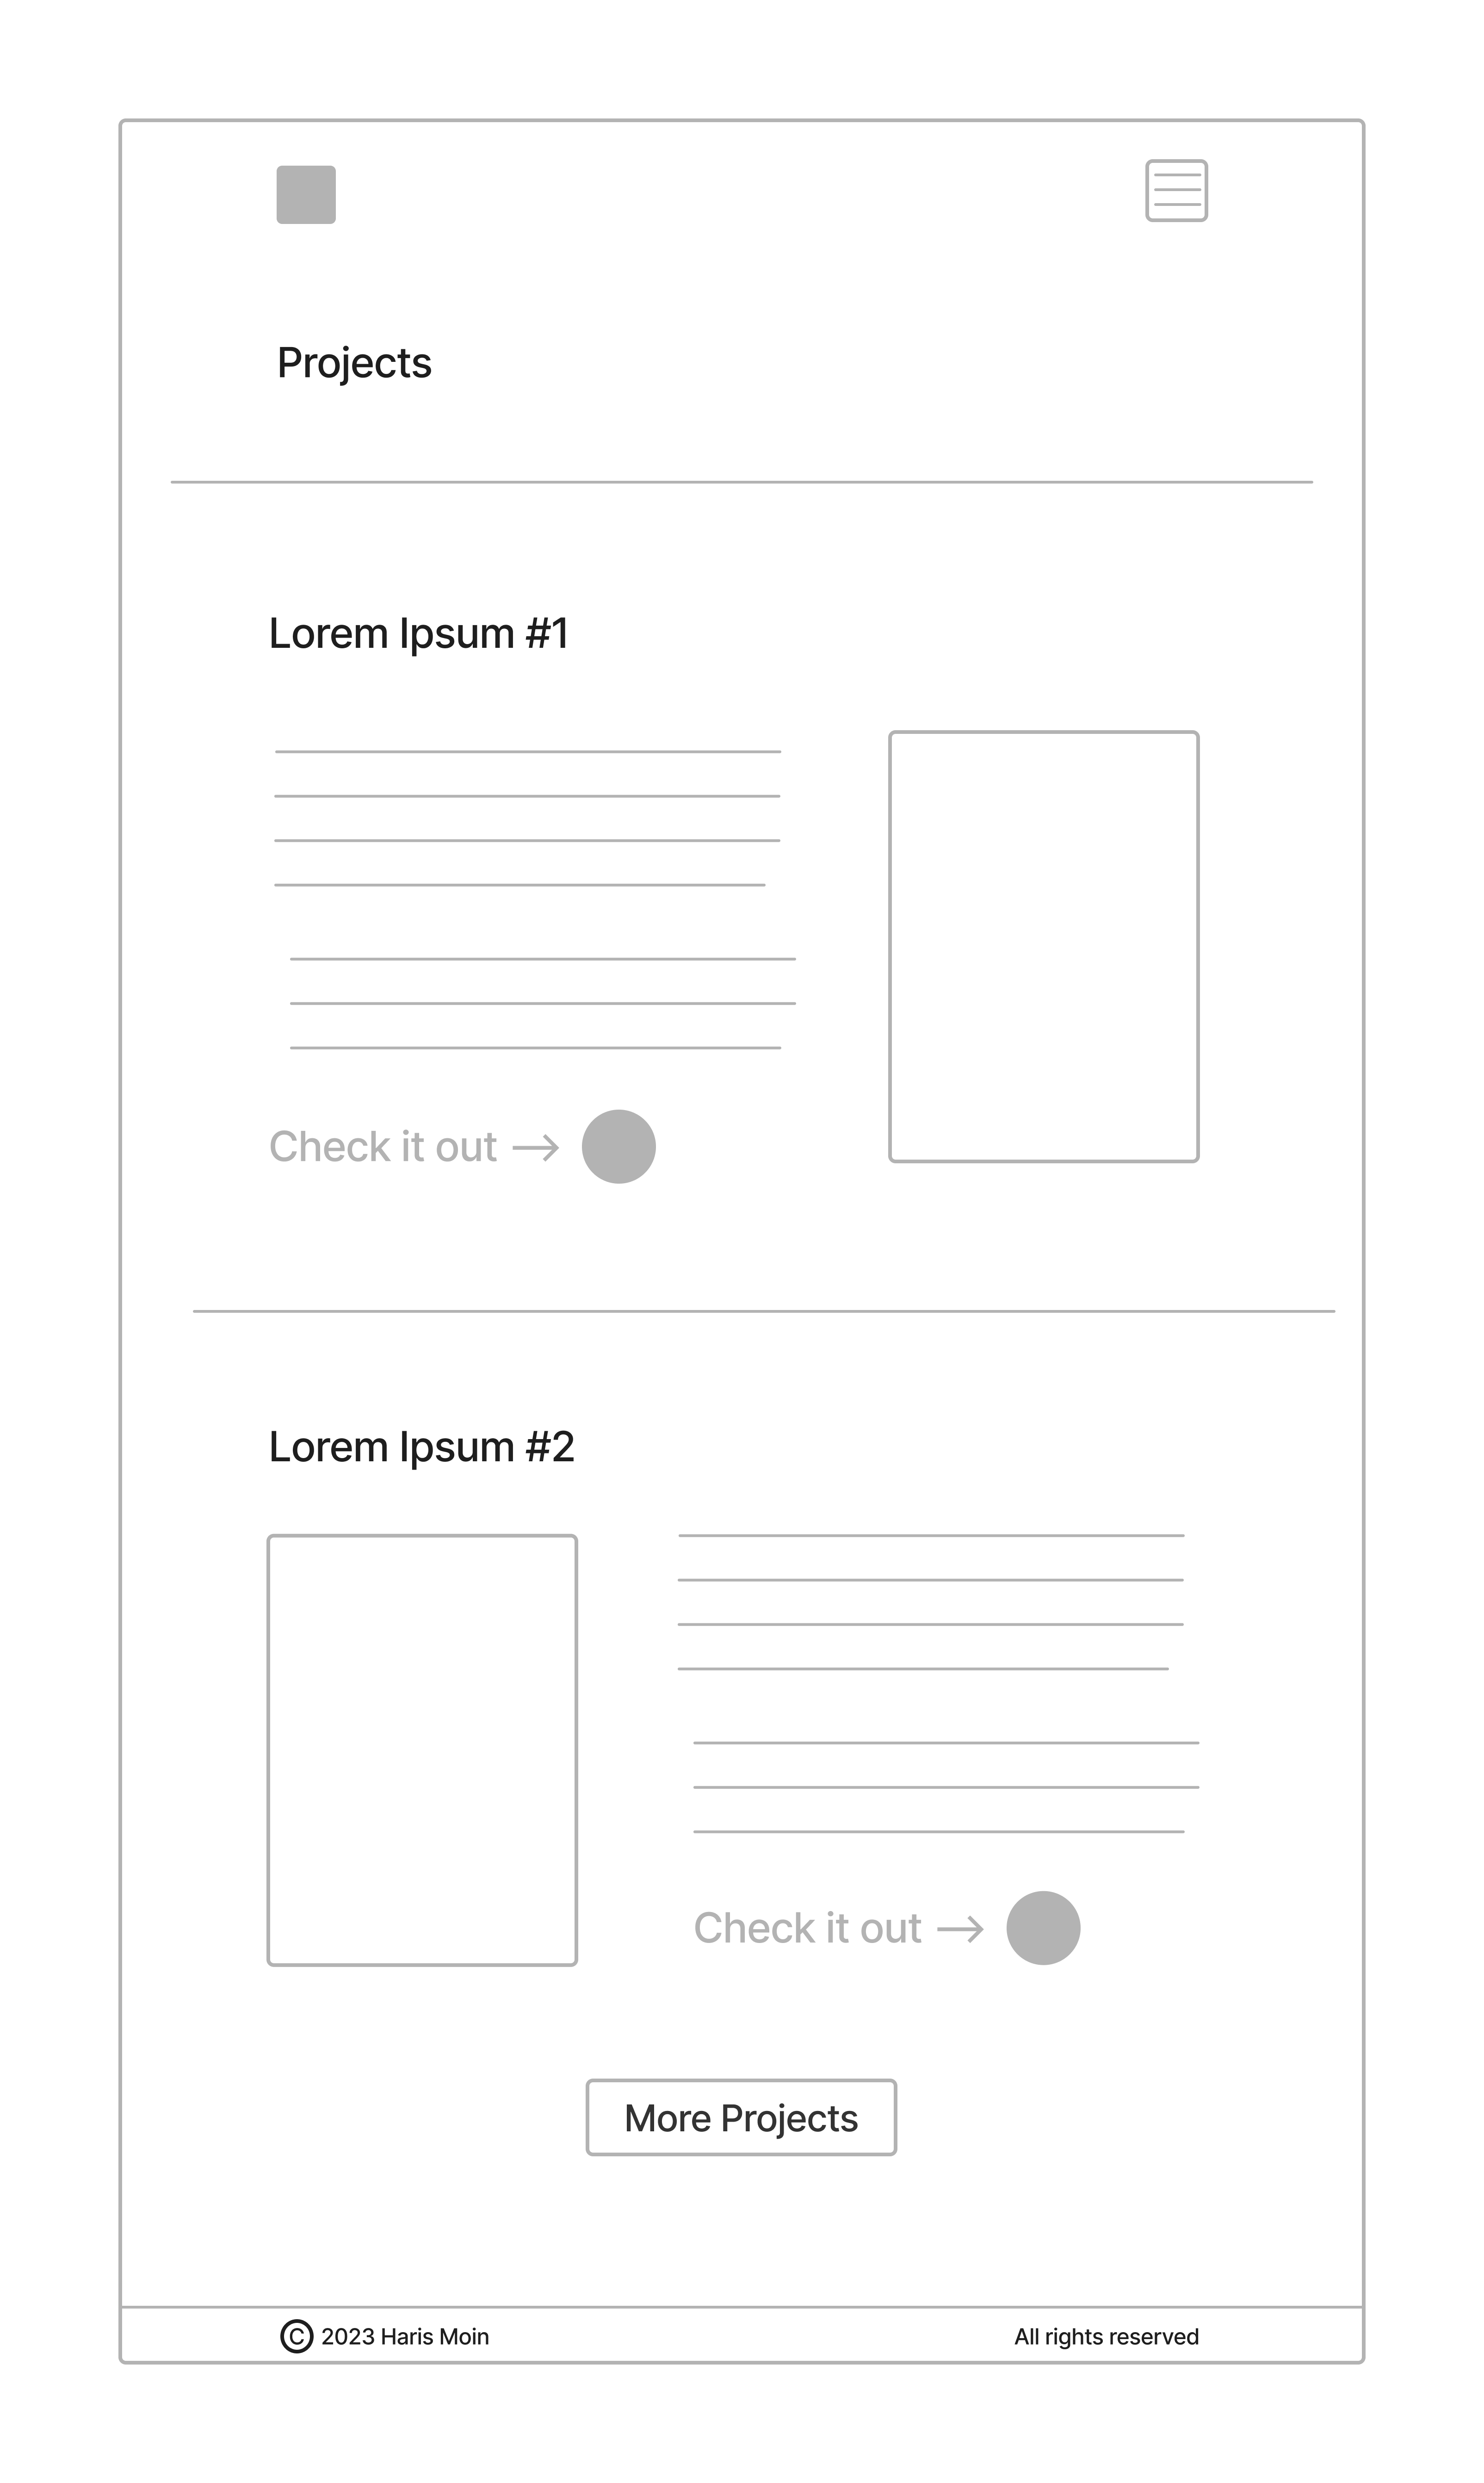 Projects
Lorem Ipsum #1
Check it out →
Lorem Ipsum #2
Check it out →
More Projects
© 2023 Haris Moin
All rights reserved